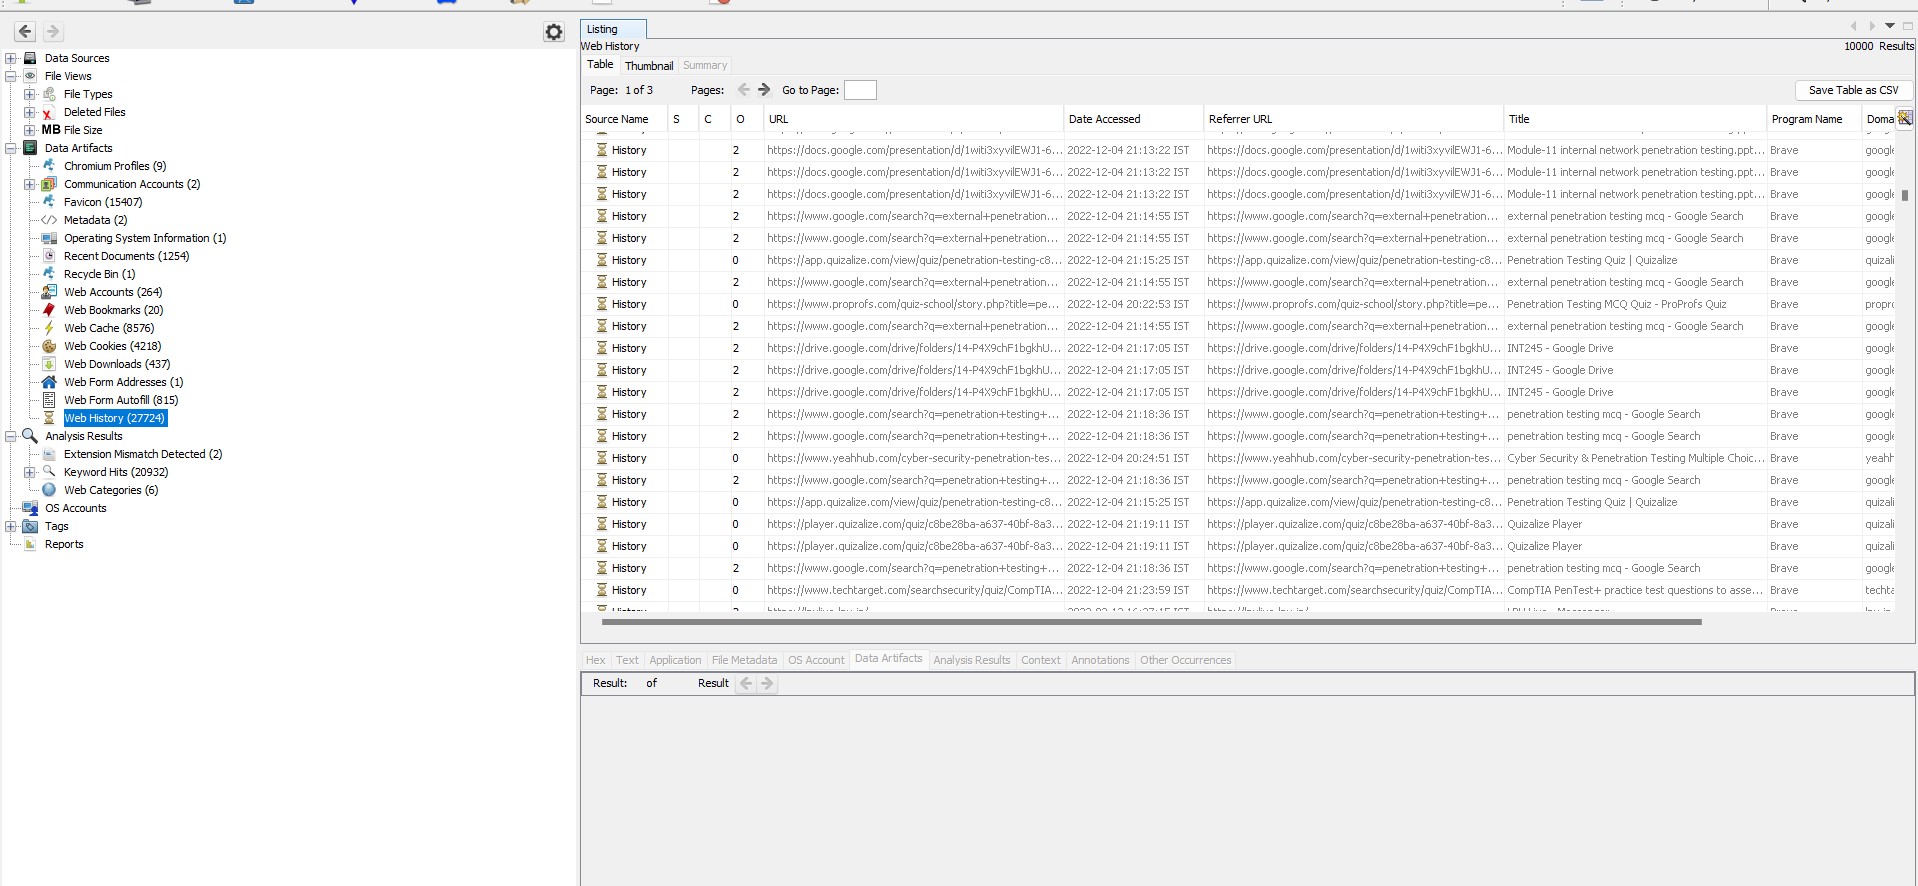 Listing
Web History
10000 Results
Table Thumbnail Summary
Page: 1 of 3 Pages: Go to Page: Save Table as CSV
Data Sources
File Views
File Types
Deleted Files
MB File Size
Data Artifacts
Chromium Profiles (9)
Communication Accounts (2)
Favicon (15407)
Metadata (2)
Operating System Information (1)
Recent Documents (1254)
Recycle Bin (1)
Web Accounts (264)
Web Bookmarks (20)
Web Cache (8576)
Web Cookies (4218)
Web Downloads (437)
Web Form Addresses (1)
Web Form Autofill (815)
Web History (27724)
Analysis Results
Extension Mismatch Detected (2)
Keyword Hits (20932)
Web Categories (6)
OS Accounts
Tags
Reports
Source Name S C O URL Date Accessed Referrer URL Title Program Name Doma
History 2 https://docs.google.com/presentation/d/1witi3xyvilEWJ1-6... 2022-12-04 21:13:22 IST https://docs.google.com/presentation/d/1witi3xyvilEWJ1-6... Module-11 internal network penetration testing.ppt... Brave google
History 2 https://docs.google.com/presentation/d/1witi3xyvilEWJ1-6... 2022-12-04 21:13:22 IST https://docs.google.com/presentation/d/1witi3xyvilEWJ1-6... Module-11 internal network penetration testing.ppt... Brave google
History 2 https://docs.google.com/presentation/d/1witi3xyvilEWJ1-6... 2022-12-04 21:13:22 IST https://docs.google.com/presentation/d/1witi3xyvilEWJ1-6... Module-11 internal network penetration testing.ppt... Brave google
History 2 https://www.google.com/search?q=external+penetration... 2022-12-04 21:14:55 IST https://www.google.com/search?q=external+penetration... external penetration testing mcq - Google Search Brave google
History 2 https://www.google.com/search?q=external+penetration... 2022-12-04 21:14:55 IST https://www.google.com/search?q=external+penetration... external penetration testing mcq - Google Search Brave google
History 0 https://app.quizalize.com/view/quiz/penetration-testing-c8... 2022-12-04 21:15:25 IST https://app.quizalize.com/view/quiz/penetration-testing-c8... Penetration Testing Quiz | Quizalize Brave quizali
History 2 https://www.google.com/search?q=external+penetration... 2022-12-04 21:14:55 IST https://www.google.com/search?q=external+penetration... external penetration testing mcq - Google Search Brave google
History 0 https://www.proprofs.com/quiz-school/story.php?title=pe... 2022-12-04 20:22:53 IST https://www.proprofs.com/quiz-school/story.php?title=pe... Penetration Testing MCQ Quiz - ProProfs Quiz Brave propro
History 2 https://www.google.com/search?q=external+penetration... 2022-12-04 21:14:55 IST https://www.google.com/search?q=external+penetration... external penetration testing mcq - Google Search Brave google
History 2 https://drive.google.com/drive/folders/14-P4X9chF1bgkhU... 2022-12-04 21:17:05 IST https://drive.google.com/drive/folders/14-P4X9chF1bgkhU... INT245 - Google Drive Brave google
History 2 https://drive.google.com/drive/folders/14-P4X9chF1bgkhU... 2022-12-04 21:17:05 IST https://drive.google.com/drive/folders/14-P4X9chF1bgkhU... INT245 - Google Drive Brave google
History 2 https://drive.google.com/drive/folders/14-P4X9chF1bgkhU... 2022-12-04 21:17:05 IST https://drive.google.com/drive/folders/14-P4X9chF1bgkhU... INT245 - Google Drive Brave google
History 2 https://www.google.com/search?q=penetration+testing+... 2022-12-04 21:18:36 IST https://www.google.com/search?q=penetration+testing+... penetration testing mcq - Google Search Brave google
History 2 https://www.google.com/search?q=penetration+testing+... 2022-12-04 21:18:36 IST https://www.google.com/search?q=penetration+testing+... penetration testing mcq - Google Search Brave google
History 0 https://www.yeahhub.com/cyber-security-penetration-tes... 2022-12-04 20:24:51 IST https://www.yeahhub.com/cyber-security-penetration-tes... Cyber Security & Penetration Testing Multiple Choic... Brave yeahh
History 2 https://www.google.com/search?q=penetration+testing+... 2022-12-04 21:18:36 IST https://www.google.com/search?q=penetration+testing+... penetration testing mcq - Google Search Brave google
History 0 https://app.quizalize.com/view/quiz/penetration-testing-c8... 2022-12-04 21:15:25 IST https://app.quizalize.com/view/quiz/penetration-testing-c8... Penetration Testing Quiz | Quizalize Brave quizali
History 0 https://player.quizalize.com/quiz/c8be28ba-a637-40bf-8a3... 2022-12-04 21:19:11 IST https://player.quizalize.com/quiz/c8be28ba-a637-40bf-8a3... Quizalize Player Brave quizali
History 0 https://player.quizalize.com/quiz/c8be28ba-a637-40bf-8a3... 2022-12-04 21:19:11 IST https://player.quizalize.com/quiz/c8be28ba-a637-40bf-8a3... Quizalize Player Brave quizali
History 2 https://www.google.com/search?q=penetration+testing+... 2022-12-04 21:18:36 IST https://www.google.com/search?q=penetration+testing+... penetration testing mcq - Google Search Brave google
History 0 https://www.techtarget.com/searchsecurity/quiz/CompTIA... 2022-12-04 21:23:59 IST https://www.techtarget.com/searchsecurity/quiz/CompTIA... CompTIA PenTest+ practice test questions to asse... Brave techta
Hex Text Application File Metadata OS Account Data Artifacts Analysis Results Context Annotations Other Occurrences
Result: of Result